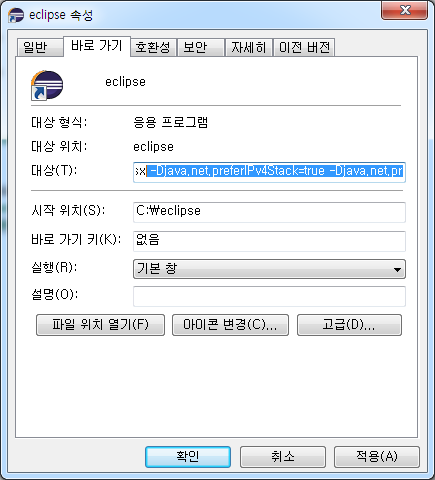 eclipse 속성
일반 바로 가기 호환성 보안 자세히 이전 버전
eclipse
대상 형식: 응용 프로그램
대상 위치: eclipse
대상(T): -Djava.net.preferIPv4Stack=true -Djava.net.pr
시작 위치(S): C:\eclipse
바로 가기 키(K): 없음
실행(R): 기본 창
설명(O):
파일 위치 열기(F) 아이콘 변경(C)... 고급(D)...
확인 취소 적용(A)